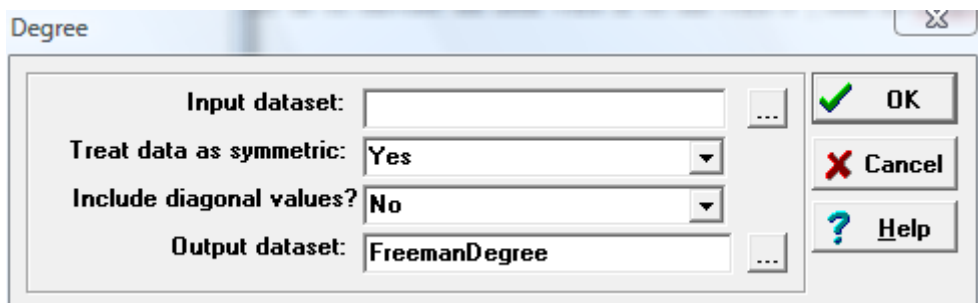 Degree
Input dataset: ... OK
Treat data as symmetric: Yes Cancel
Include diagonal values? No Help
Output dataset: FreemanDegree ...